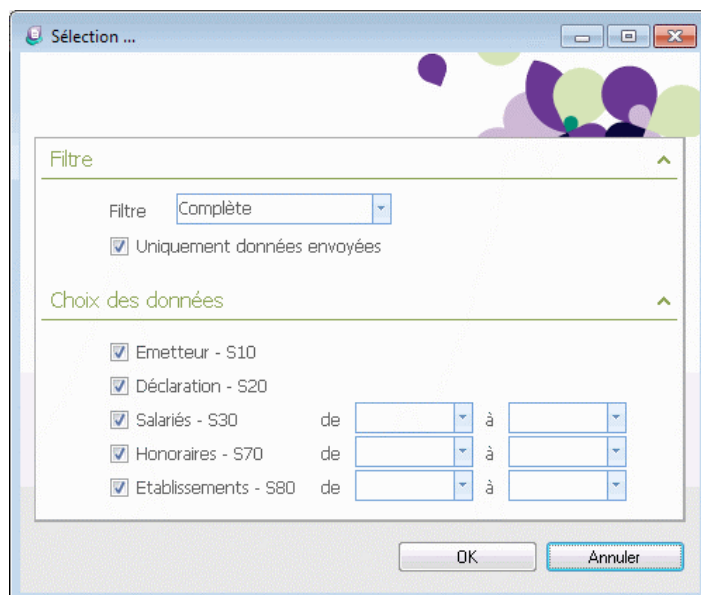 Sélection ...
Filtre
Filtre Complète
Uniquement données envoyées
Choix des données
Emetteur - S10
Déclaration - S20
Salariés - S30 de à
Honoraires - S70 de à
Etablissements - S80 de à
OK Annuler